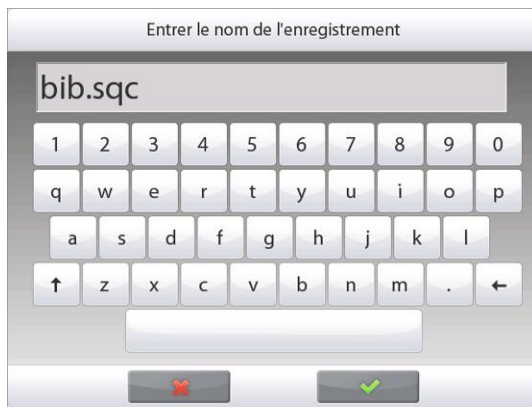 Entrer le nom de l'enregistrement
bib.sqc
1 2 3 4 5 6 7 8 9 0
q w e r t y u i o p
a s d f g h j k l
↑ z x c v b n m . ←